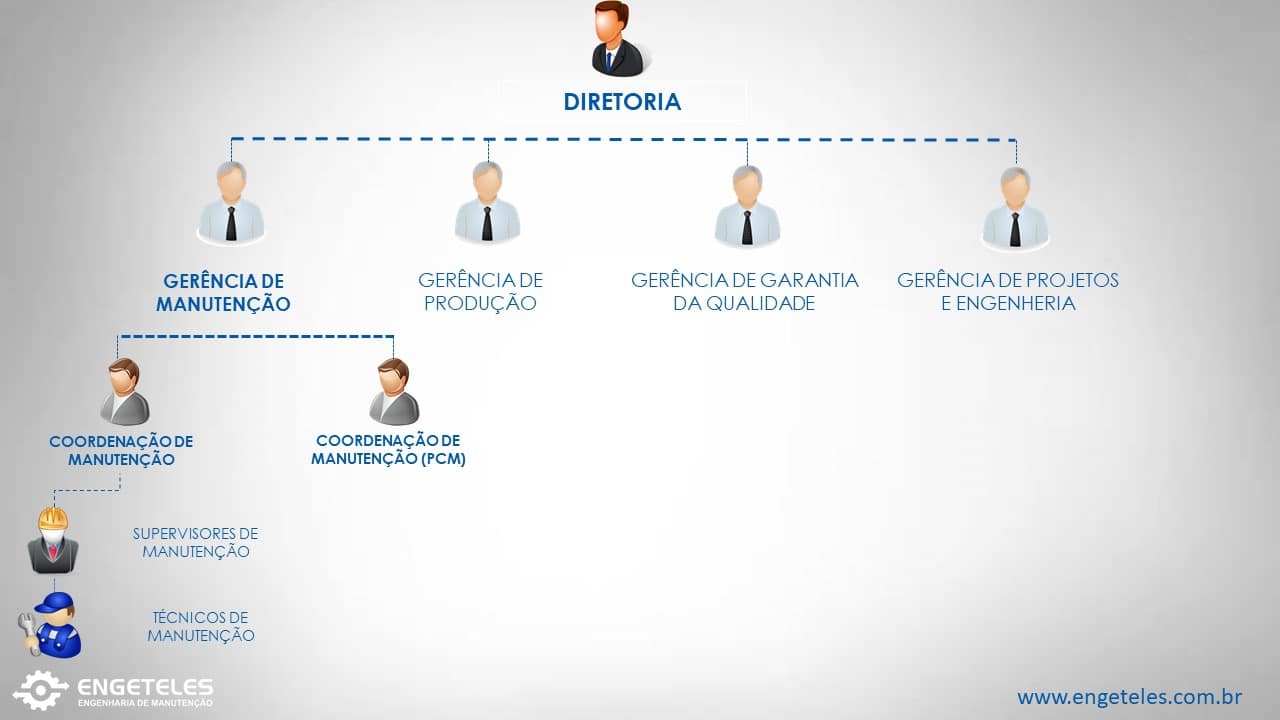 DIRETORIA
GERÊNCIA DE
MANUTENÇÃO
GERÊNCIA DE
PRODUÇÃO
GERÊNCIA DE GARANTIA
DA QUALIDADE
GERÊNCIA DE PROJETOS
E ENGENHERIA
COORDENAÇÃO DE
MANUTENÇÃO
COORDENAÇÃO DE
MANUTENÇÃO (PCM)
SUPERVISORES DE
MANUTENÇÃO
TÉCNICOS DE
MANUTENÇÃO
ENGETELES
ENGENHARIA DE MANUTENÇÃO
www.engeteles.com.br